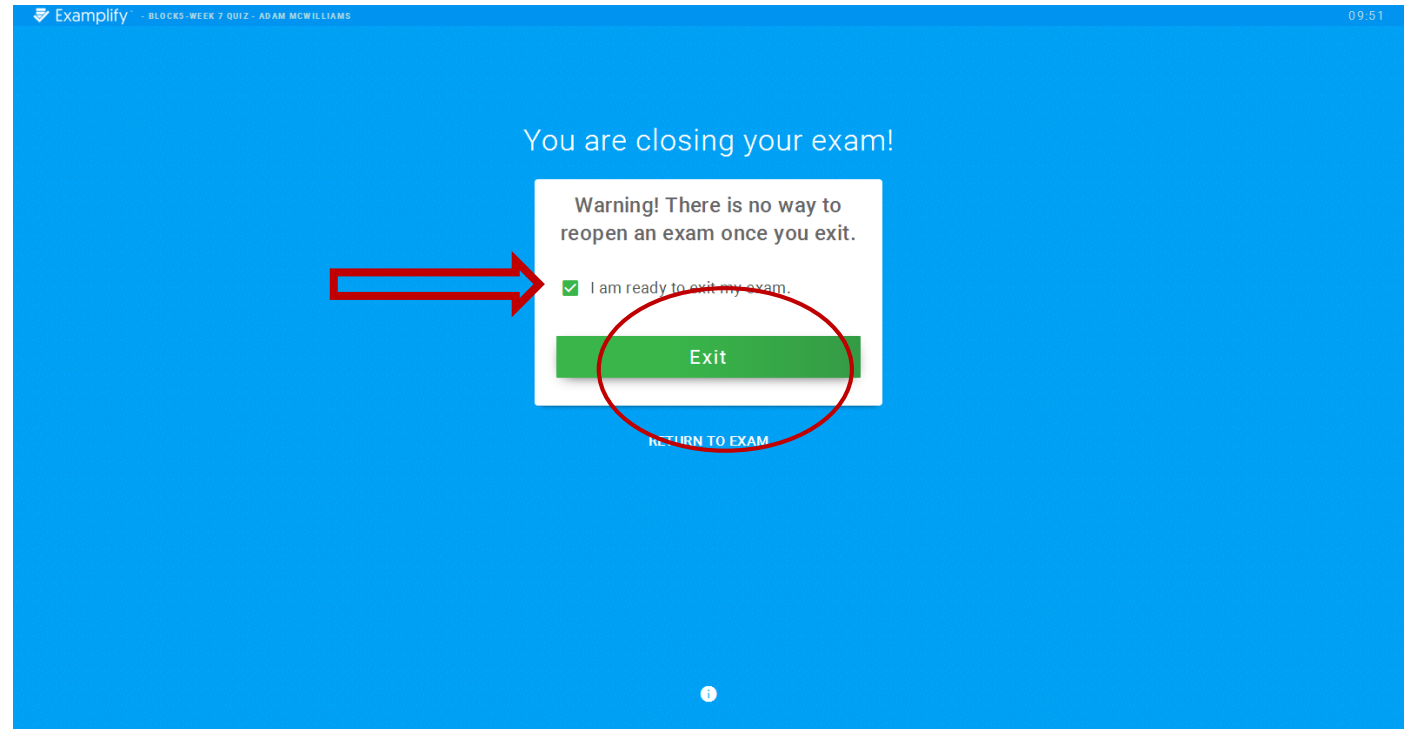 Examplify - BLOCK5-WEEK 7 QUIZ - ADAM MCWILLIAMS
09:51
You are closing your exam!
Warning! There is no way to
reopen an exam once you exit.
I am ready to exit my exam.
Exit
RETURN TO EXAM